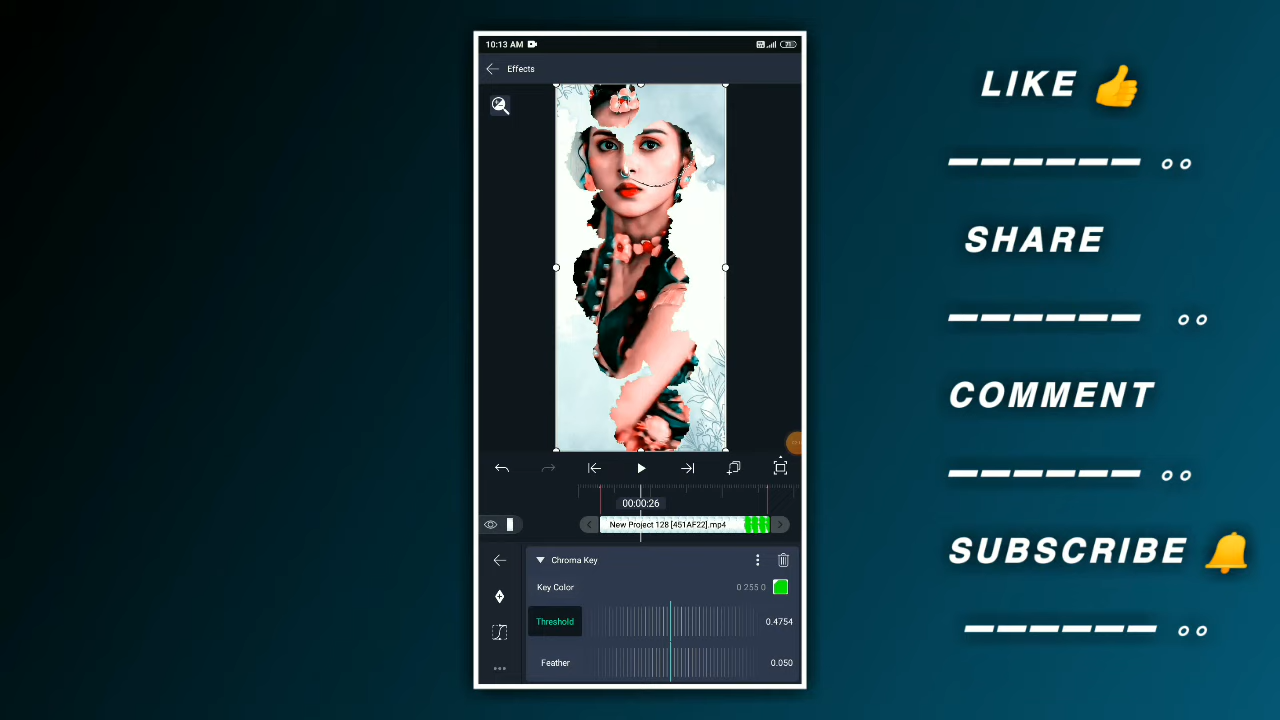 10:13 AM
Effects
00:00:26
New Project 128 [451AF22].mp4
Chroma Key
Key Color 0 255 0
Threshold 0.4754
Feather 0.050
LIKE
SHARE
COMMENT
SUBSCRIBE